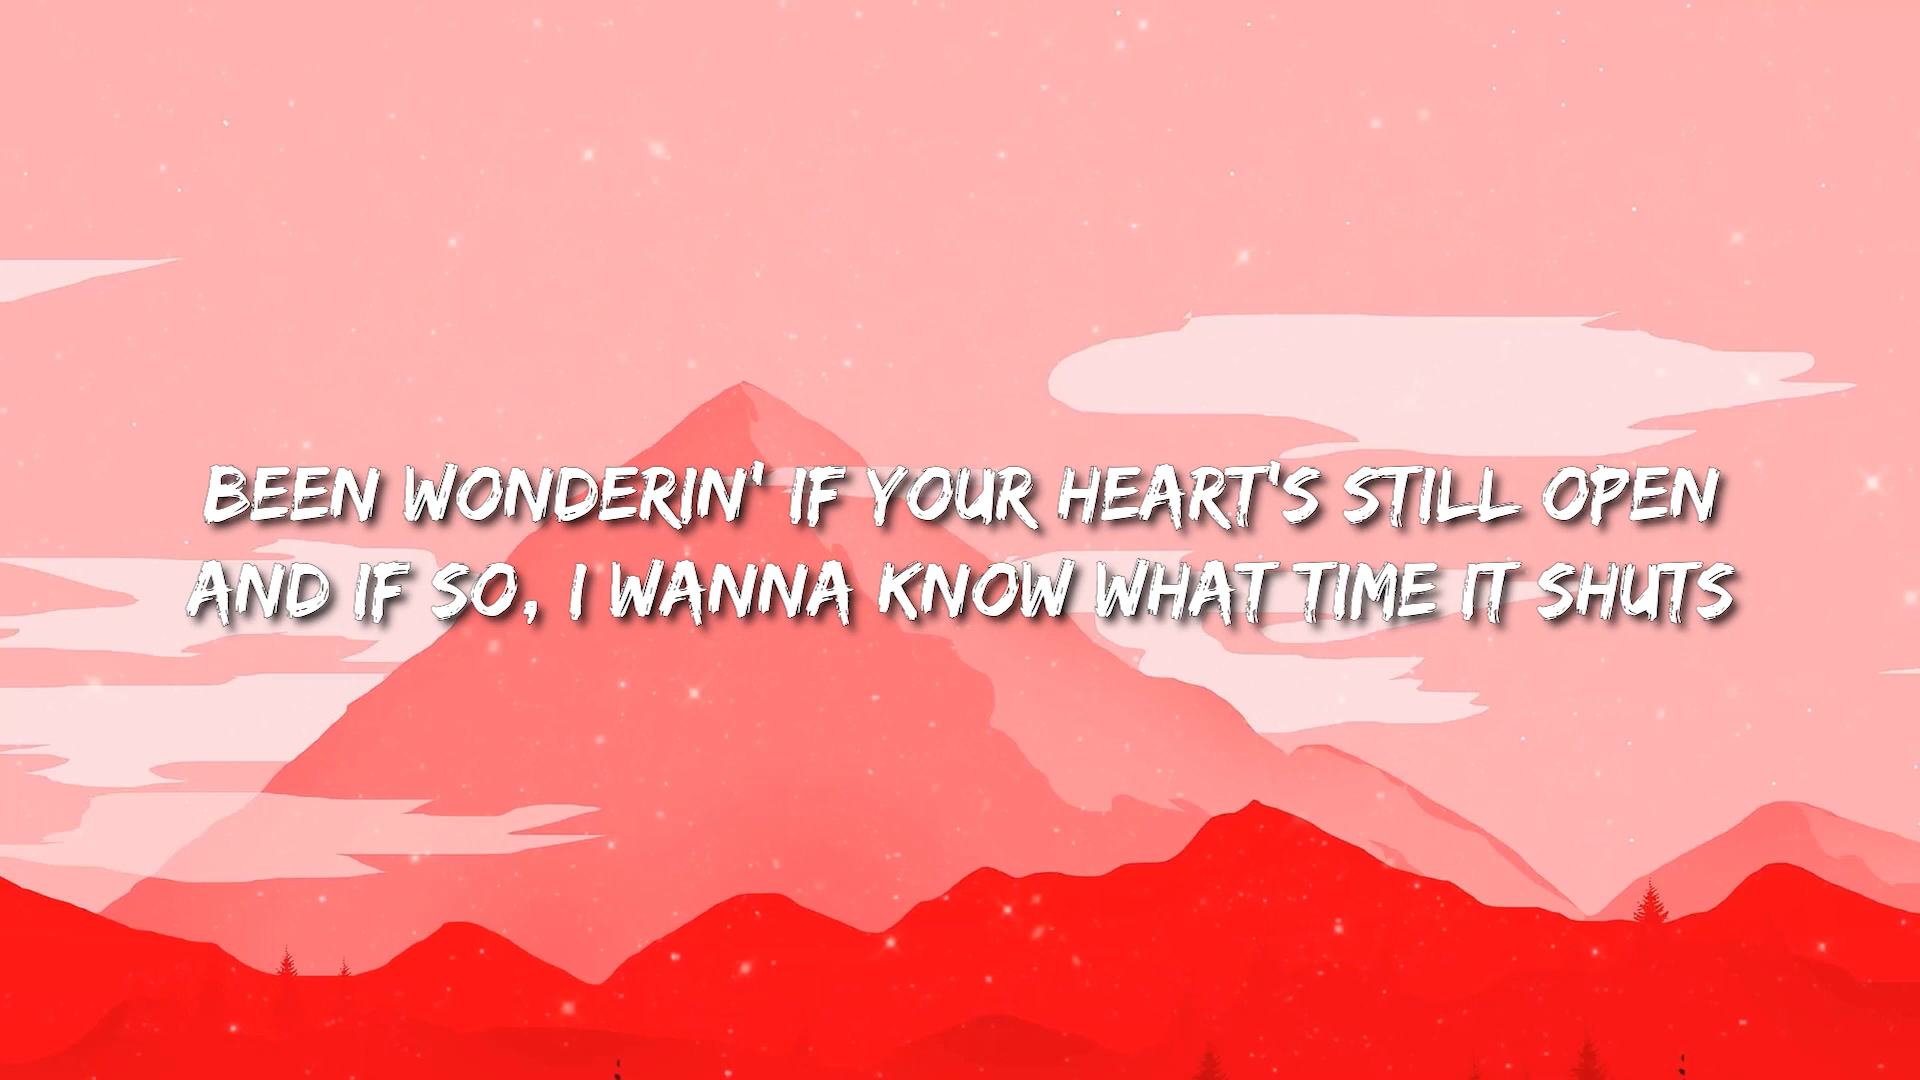 BEEN WONDERIN' IF YOUR HEART'S STILL OPEN
AND IF SO, I WANNA KNOW WHAT TIME IT SHUTS